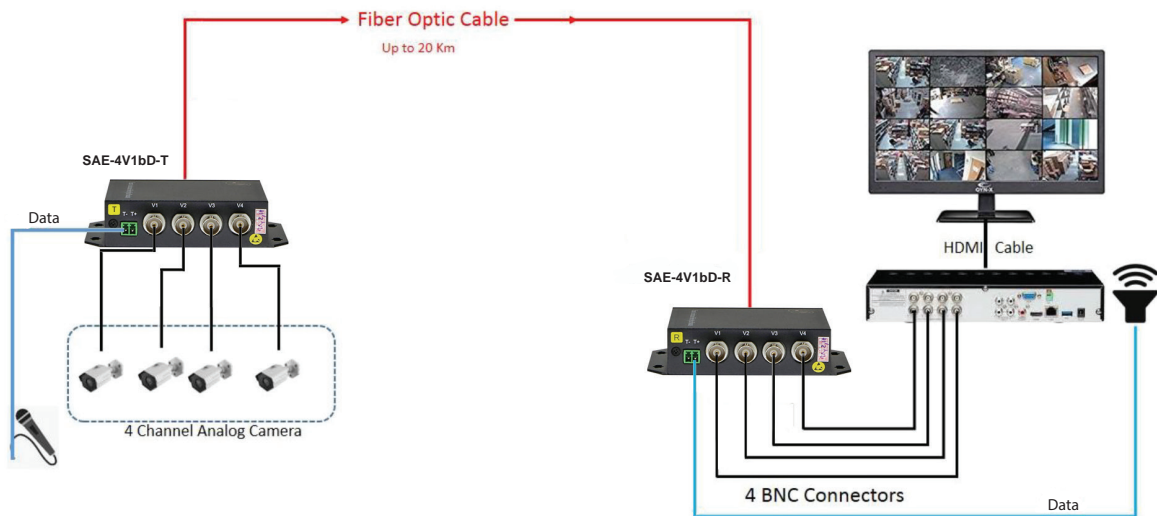 Fiber Optic Cable
Up to 20 Km
SAE-4V1bD-T
T
T- T+
V1 V2 V3 V4
Data
4 Channel Analog Camera
QYN-X
HDMI Cable
SAE-4V1bD-R
R
T- T+
V1 V2 V3 V4
4 BNC Connectors
Data